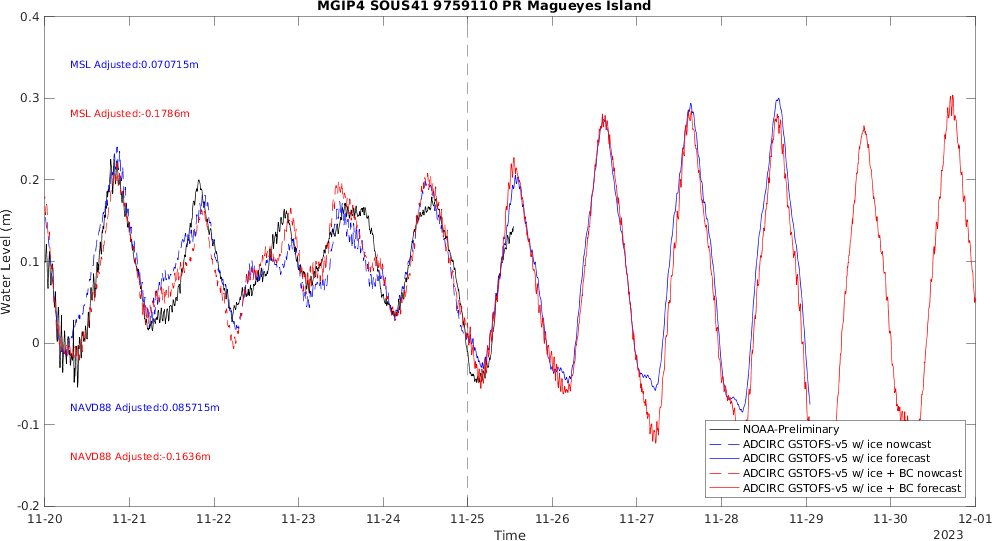 MGIP4 SOUS41 9759110 PR Magueyes Island
0.4
0.3
0.2
0.1
0
-0.1
-0.2
Water Level (m)
MSL Adjusted:0.070715m
MSL Adjusted:-0.1786m
NAVD88 Adjusted:0.085715m
NAVD88 Adjusted:-0.1636m
NOAA-Preliminary
ADCIRC GSTOFS-v5 w/ ice nowcast
ADCIRC GSTOFS-v5 w/ ice forecast
ADCIRC GSTOFS-v5 w/ ice + BC nowcast
ADCIRC GSTOFS-v5 w/ ice + BC forecast
11-20 11-21 11-22 11-23 11-24 11-25 11-26 11-27 11-28 11-29 11-30 12-01
Time
2023